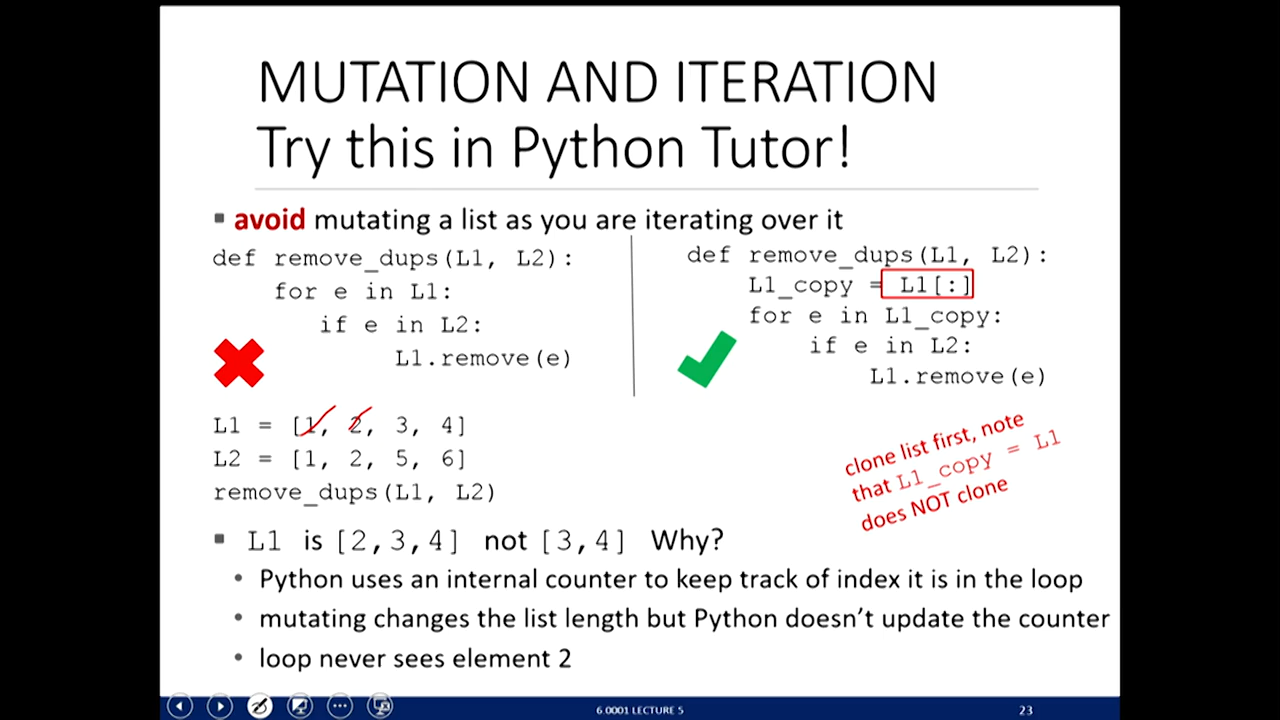 MUTATION AND ITERATION
Try this in Python Tutor!
▪ avoid mutating a list as you are iterating over it
def remove_dups(L1, L2):
for e in L1:
if e in L2:
L1.remove(e)
def remove_dups(L1, L2):
L1_copy = L1[:]
for e in L1_copy:
if e in L2:
L1.remove(e)
L1 = [1, 2, 3, 4]
L2 = [1, 2, 5, 6]
remove_dups(L1, L2)
clone list first, note
that L1_copy = L1
does NOT clone
▪ L1 is [2,3,4] not [3,4] Why?
• Python uses an internal counter to keep track of index it is in the loop
• mutating changes the list length but Python doesn't update the counter
• loop never sees element 2
6.0001 LECTURE 5
23